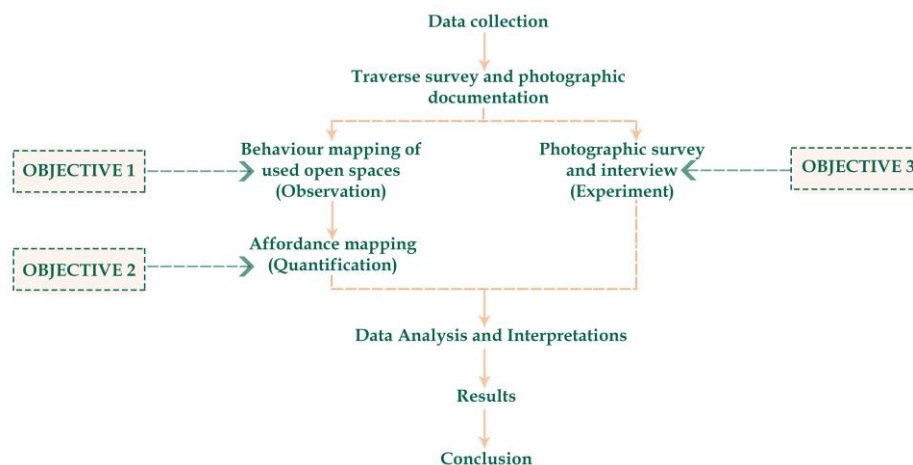 Data collection
Traverse survey and photographic
documentation
Behaviour mapping of
used open spaces
(Observation)
Photographic survey
and interview
(Experiment)
OBJECTIVE 1
OBJECTIVE 3
Affordance mapping
(Quantification)
OBJECTIVE 2
Data Analysis and Interpretations
Results
Conclusion